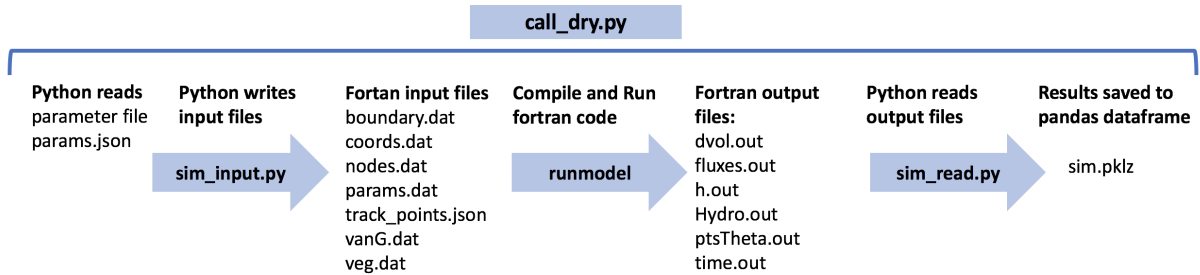 call_dry.py
Python reads
parameter file
params.json
Python writes
input files
sim_input.py
Fortan input files
boundary.dat
coords.dat
nodes.dat
params.dat
track_points.json
vanG.dat
veg.dat
Compile and Run
fortran code
runmodel
Fortran output
files:
dvol.out
fluxes.out
h.out
Hydro.out
ptsTheta.out
time.out
Python reads
output files
sim_read.py
Results saved to
pandas dataframe
sim.pklz